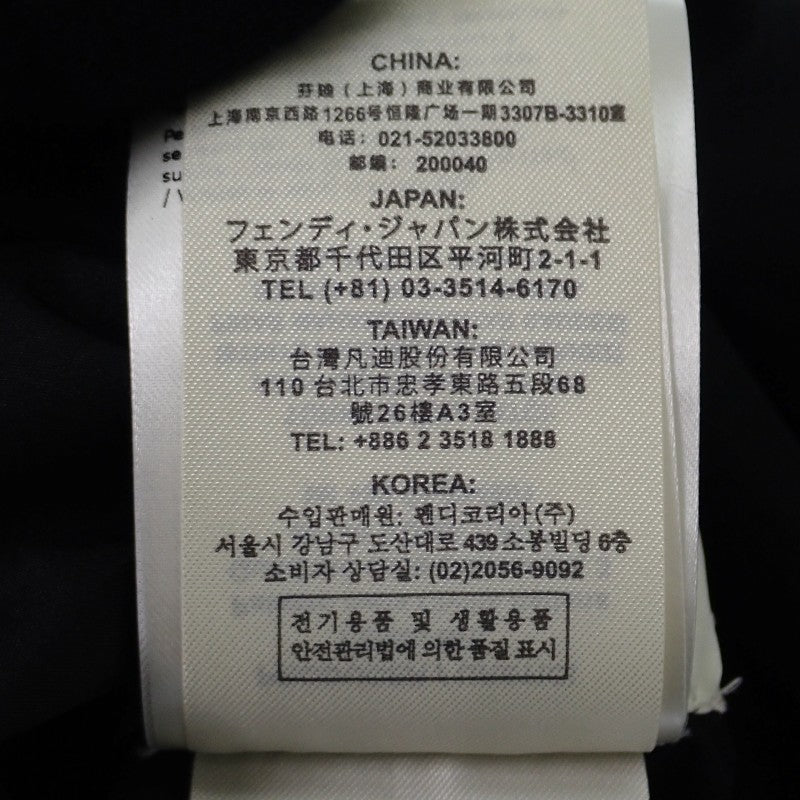 CHINA:
芬迪（上海）商业有限公司
上海南京西路1266号恒隆广场一期3307B-3310室
电话：021-52033800
邮编：200040
JAPAN:
フェンディ・ジャパン株式会社
東京都千代田区平河町2-1-1
TEL (+81) 03-3514-6170
TAIWAN:
台灣凡迪股份有限公司
110 台北市忠孝東路五段68
號26樓A3室
TEL: +886 2 3518 1888
KOREA:
수입판매원: 펜디코리아(주)
서울시 강남구 도산대로 439 소봉빌딩 6층
소비자 상담실: (02)2056-9092
전기용품 및 생활용품
안전관리법에 의한 품질 표시